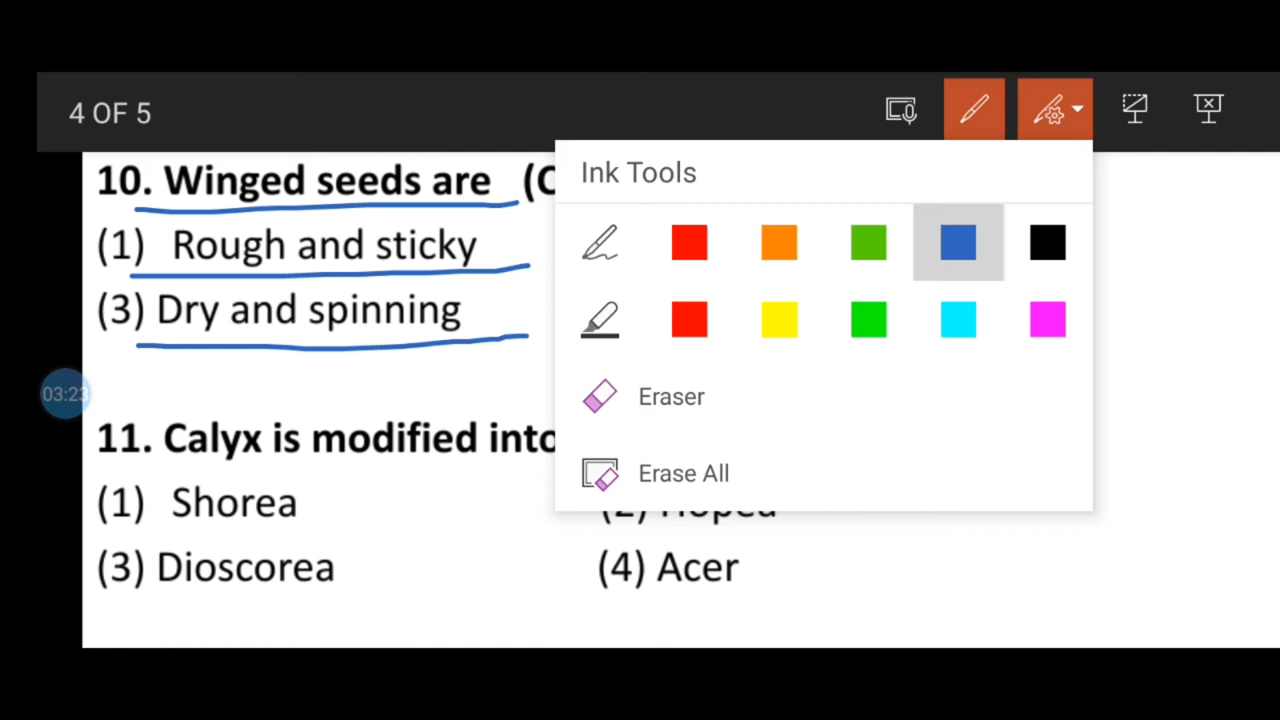 4 OF 5
Ink Tools
10. Winged seeds are (
(1) Rough and sticky
(3) Dry and spinning
Eraser
03:23
11. Calyx is modified into
Erase All
(1) Shorea
(3) Dioscorea (4) Acer